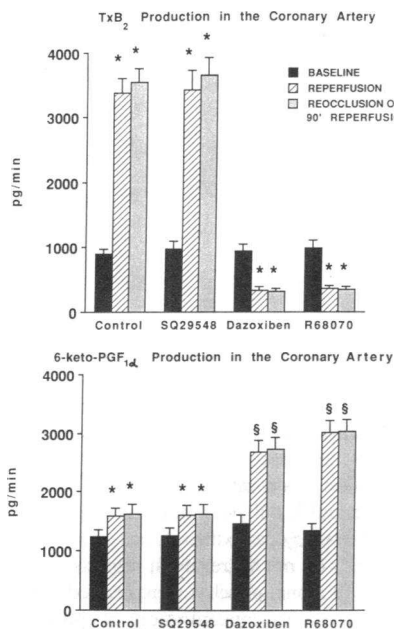 TxB2 Production in the Coronary Artery
* * * *
BASELINE
REPERFUSION
REOCCLUSION O
90' REPERFUSI
4000
3000
2000
1000
0
pg/min
* * * *
Control SQ29548 Dazoxiben R68070
6-keto-PGF1α Production in the Coronary Artery
4000
3000
2000
1000
0
pg/min
* * * * § § § §
Control SQ29548 Dazoxiben R68070